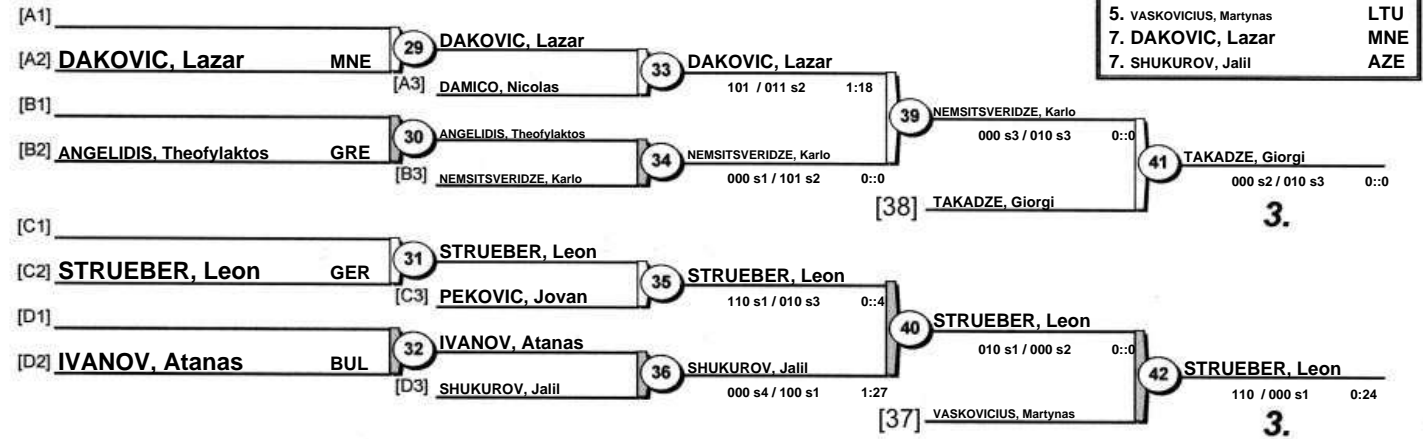 5. VASKOVICIUS, Martynas LTU
7. DAKOVIC, Lazar MNE
7. SHUKUROV, Jalil AZE
[A1]
[A2] DAKOVIC, Lazar MNE
29 DAKOVIC, Lazar
[A3] DAMICO, Nicolas
33 DAKOVIC, Lazar
101 / 011 s2 1:18
[B1]
[B2] ANGELIDIS, Theofylaktos GRE
30 ANGELIDIS, Theofylaktos
[B3] NEMSITSVERIDZE, Karlo
34 NEMSITSVERIDZE, Karlo
000 s1 / 101 s2 0::0
39 NEMSITSVERIDZE, Karlo
000 s3 / 010 s3 0::0
[38] TAKADZE, Giorgi
41 TAKADZE, Giorgi
000 s2 / 010 s3 0::0
3.
[C1]
[C2] STRUEBER, Leon GER
31 STRUEBER, Leon
[C3] PEKOVIC, Jovan
35 STRUEBER, Leon
110 s1 / 010 s3 0::4
[D1]
[D2] IVANOV, Atanas BUL
32 IVANOV, Atanas
[D3] SHUKUROV, Jalil
36 SHUKUROV, Jalil
000 s4 / 100 s1 1:27
40 STRUEBER, Leon
010 s1 / 000 s2 0::0
[37] VASKOVICIUS, Martynas
42 STRUEBER, Leon
110 / 000 s1 0:24
3.